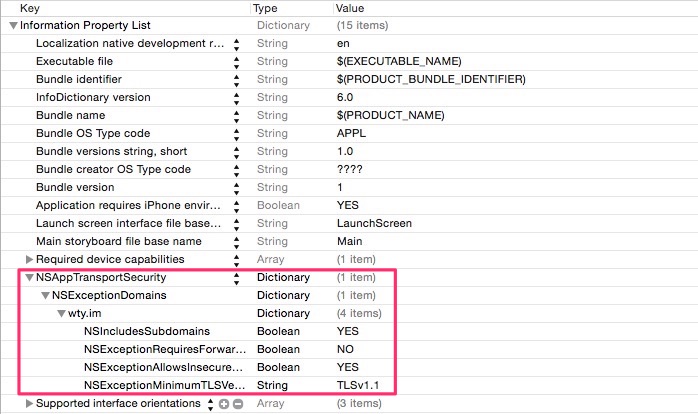 Key Type Value
Information Property List Dictionary (15 items)
Localization native development r... String en
Executable file String $(EXECUTABLE_NAME)
Bundle identifier String $(PRODUCT_BUNDLE_IDENTIFIER)
InfoDictionary version String 6.0
Bundle name String $(PRODUCT_NAME)
Bundle OS Type code String APPL
Bundle versions string, short String 1.0
Bundle creator OS Type code String ????
Bundle version String 1
Application requires iPhone envir... Boolean YES
Launch screen interface file base... String LaunchScreen
Main storyboard file base name String Main
Required device capabilities Array (1 item)
NSAppTransportSecurity Dictionary (1 item)
NSExceptionDomains Dictionary (1 item)
wty.im Dictionary (4 items)
NSIncludesSubdomains Boolean YES
NSExceptionRequiresForwar... Boolean NO
NSExceptionAllowsInsecure... Boolean YES
NSExceptionMinimumTLSVe... String TLSv1.1
Supported interface orientations Array (3 items)